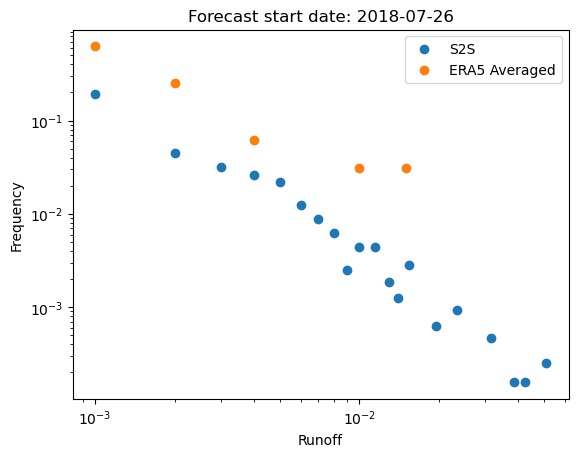 Forecast start date: 2018-07-26
S2S
ERA5 Averaged
Frequency
10⁻¹
10⁻²
10⁻³
10⁻³
10⁻²
Runoff